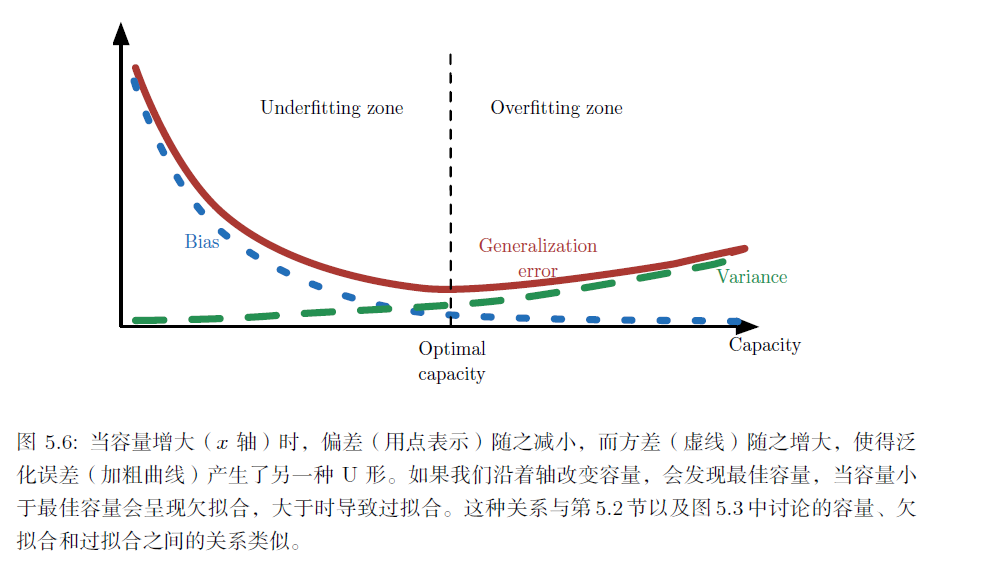 Underfitting zone
Overfitting zone
Bias
Generalization
error
Variance
Optimal
capacity
Capacity
图 5.6: 当容量增大（x 轴）时，偏差（用点表示）随之减小，而方差（虚线）随之增大，使得泛
化误差（加粗曲线）产生了另一种 U 形。如果我们沿着轴改变容量，会发现最佳容量，当容量小
于最佳容量会呈现欠拟合，大于时导致过拟合。这种关系与第 5.2 节以及图 5.3 中讨论的容量、欠
拟合和过拟合之间的关系类似。